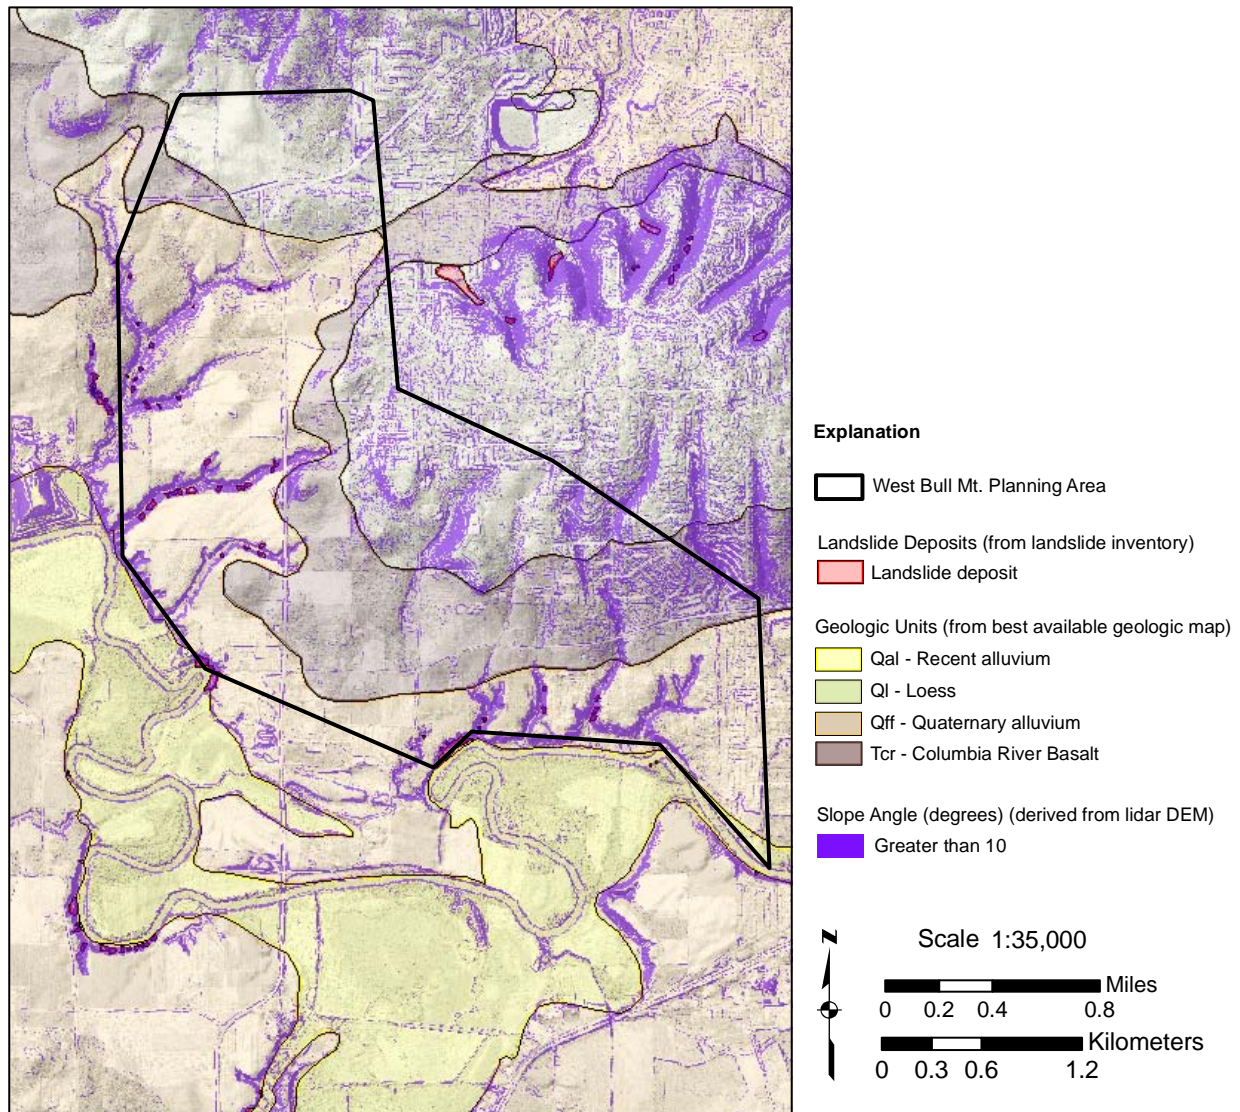 Explanation
West Bull Mt. Planning Area
Landslide Deposits (from landslide inventory)
Landslide deposit
Geologic Units (from best available geologic map)
Qal - Recent alluvium
Ql - Loess
Qff - Quaternary alluvium
Tcr - Columbia River Basalt
Slope Angle (degrees) (derived from lidar DEM)
Greater than 10
N
Scale 1:35,000
Miles
0 0.2 0.4 0.8
Kilometers
0 0.3 0.6 1.2